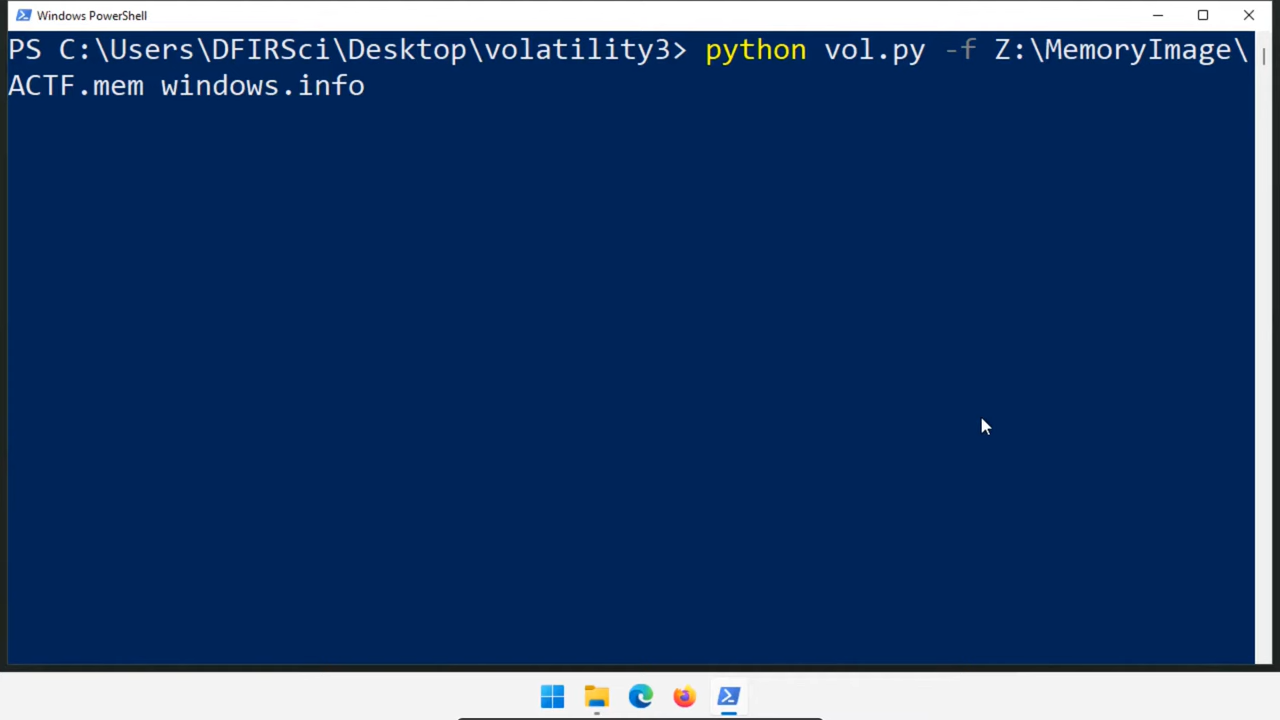 Windows PowerShell
PS C:\Users\DFIRSci\Desktop\volatility3> python vol.py -f Z:\MemoryImage\
ACTF.mem windows.info